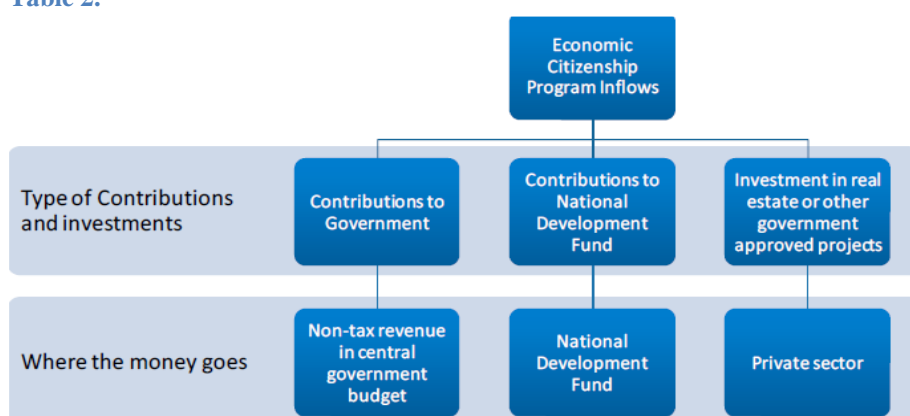 Table 2.
Economic
Citizenship
Program Inflows
Type of Contributions
and investments
Contributions to
Government
Contributions to
National
Development
Fund
Investment in real
estate or other
government
approved projects
Where the money goes
Non-tax revenue
in central
government
budget
National
Development
Fund
Private sector